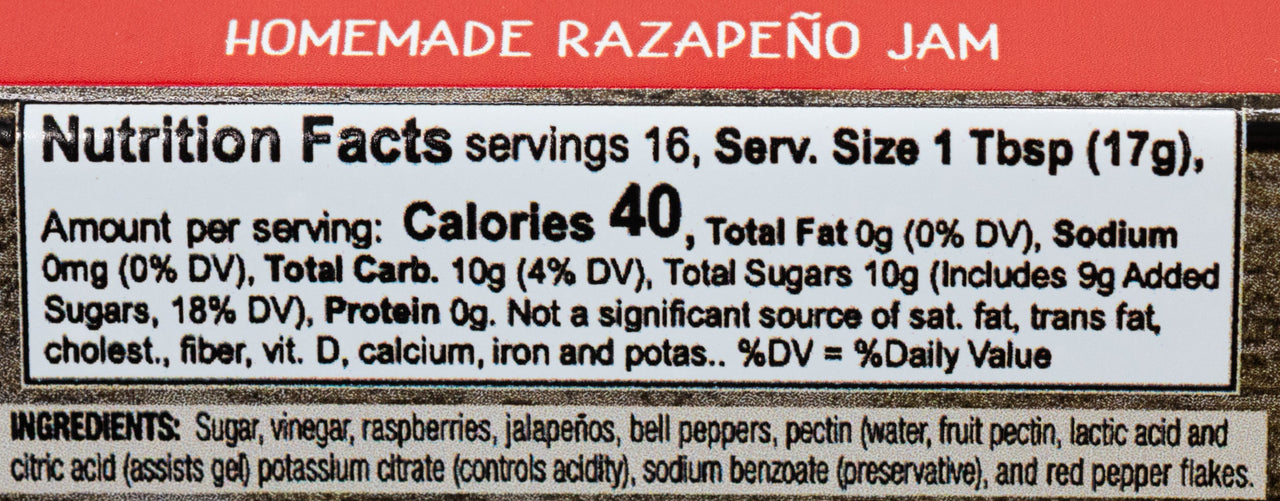 HOMEMADE RAZAPEÑO JAM
Nutrition Facts servings 16, Serv. Size 1 Tbsp (17g),
Amount per serving: Calories 40, Total Fat 0g (0% DV), Sodium
0mg (0% DV), Total Carb. 10g (4% DV), Total Sugars 10g (Includes 9g Added
Sugars, 18% DV), Protein 0g. Not a significant source of sat. fat, trans fat,
cholest., fiber, vit. D, calcium, iron and potas.. %DV = %Daily Value
INGREDIENTS: Sugar, vinegar, raspberries, jalapeños, bell peppers, pectin (water, fruit pectin, lactic acid and
citric acid (assists gel) potassium citrate (controls acidity), sodium benzoate (preservative), and red pepper flakes.